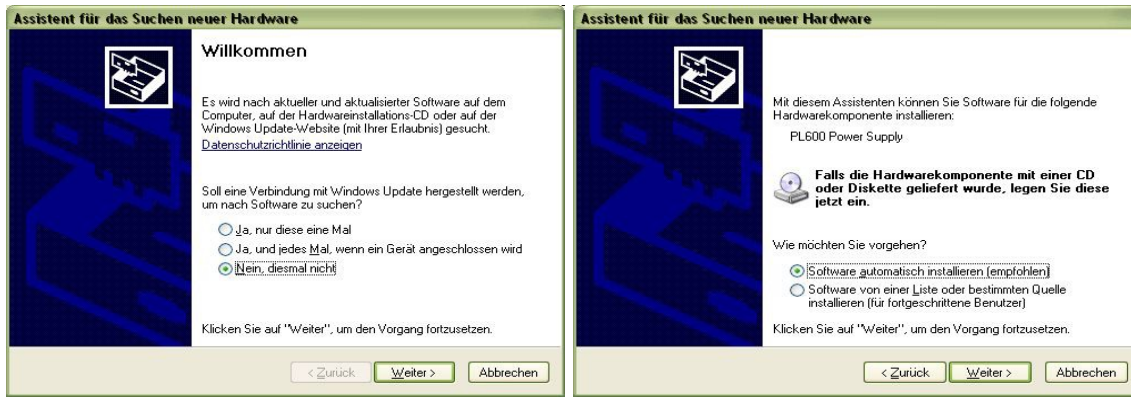 Assistent für das Suchen neuer Hardware
Willkommen
Es wird nach aktueller und aktualisierter Software auf dem
Computer, auf der Hardwareinstallations-CD oder auf der
Windows Update-Website (mit Ihrer Erlaubnis) gesucht.
Datenschutzrichtlinie anzeigen
Soll eine Verbindung mit Windows Update hergestellt werden,
um nach Software zu suchen?
Ja, nur diese eine Mal
Ja, und jedes Mal, wenn ein Gerät angeschlossen wird
Nein, diesmal nicht
Klicken Sie auf "Weiter", um den Vorgang fortzusetzen.
< Zurück
Weiter >
Abbrechen
Assistent für das Suchen neuer Hardware
Mit diesem Assistenten können Sie Software für die folgende
Hardwarekomponente installieren:
PL600 Power Supply
Falls die Hardwarekomponente mit einer CD
oder Diskette geliefert wurde, legen Sie diese
jetzt ein.
Wie möchten Sie vorgehen?
Software automatisch installieren (empfohlen)
Software von einer Liste oder bestimmten Quelle
installieren (für fortgeschrittene Benutzer)
Klicken Sie auf "Weiter", um den Vorgang fortzusetzen.
< Zurück
Weiter >
Abbrechen